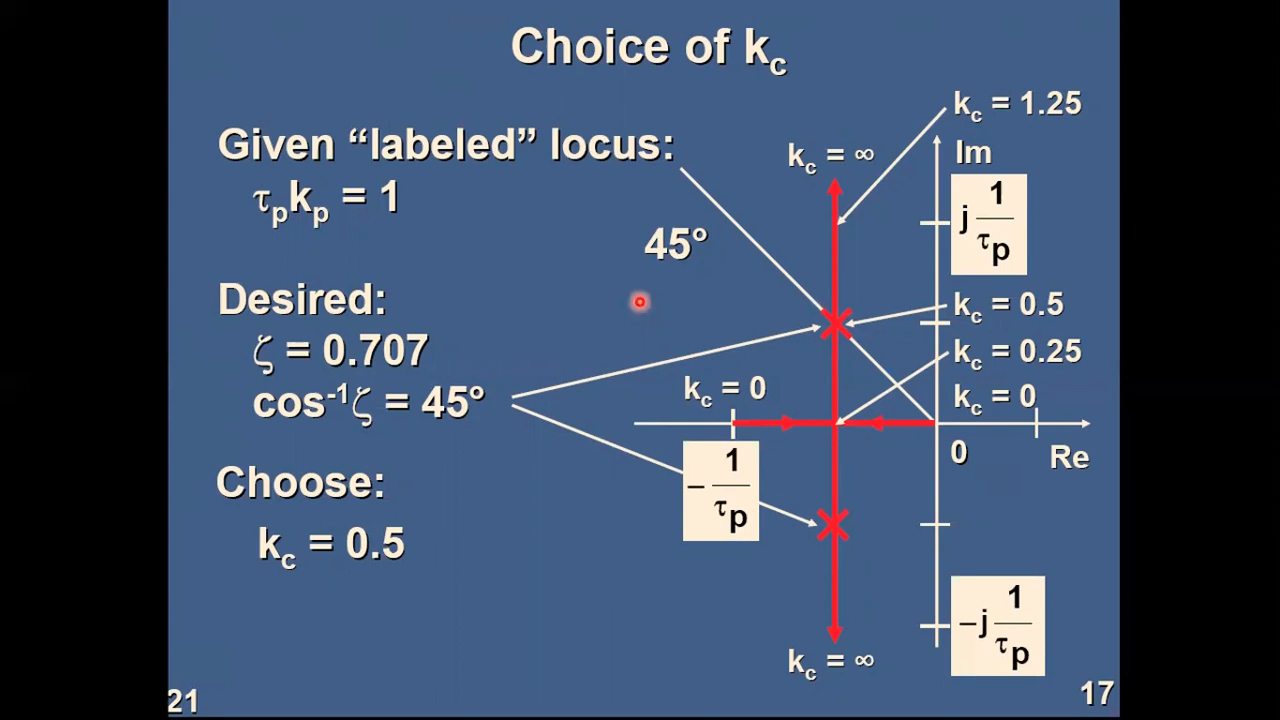 Choice of kc
Given “labeled” locus:
τpkp = 1
45°
Desired:
ζ = 0.707
cos-1ζ = 45°
Choose:
kc = 0.5
kc = 1.25
kc = ∞
Im
j 1/τp
kc = 0.5
kc = 0.25
kc = 0
kc = 0
0
Re
– 1/τp
–j 1/τp
kc = ∞
21
17